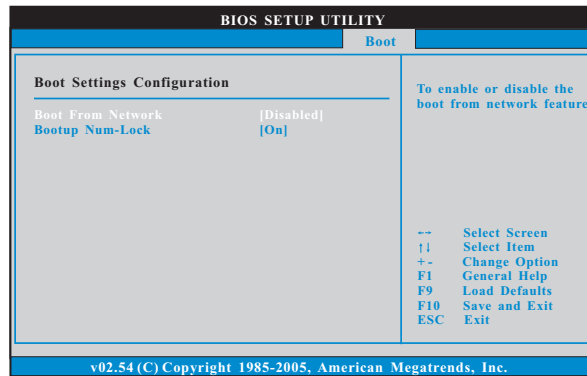 BIOS SETUP UTILITY
Boot
Boot Settings Configuration
Boot From Network [Disabled]
Bootup Num-Lock [On]
To enable or disable the
boot from network feature
←→ Select Screen
↑↓ Select Item
+ - Change Option
F1 General Help
F9 Load Defaults
F10 Save and Exit
ESC Exit
v02.54 (C) Copyright 1985-2005, American Megatrends, Inc.